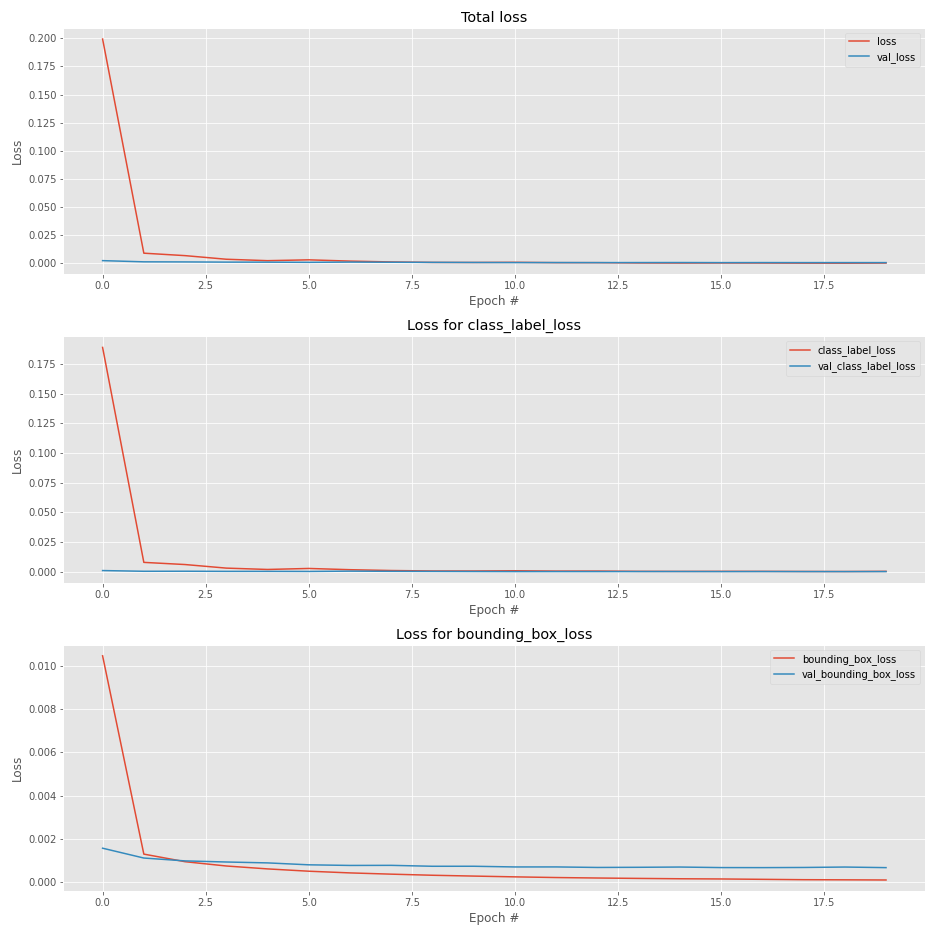 Total loss
0.200
0.175
0.150
0.125
0.100
0.075
0.050
0.025
0.000
Loss
loss
val_loss
0.0 2.5 5.0 7.5 10.0 12.5 15.0 17.5
Epoch #
Loss for class_label_loss
0.175
0.150
0.125
0.100
0.075
0.050
0.025
0.000
Loss
class_label_loss
val_class_label_loss
0.0 2.5 5.0 7.5 10.0 12.5 15.0 17.5
Epoch #
Loss for bounding_box_loss
0.010
0.008
0.006
0.004
0.002
0.000
Loss
bounding_box_loss
val_bounding_box_loss
0.0 2.5 5.0 7.5 10.0 12.5 15.0 17.5
Epoch #